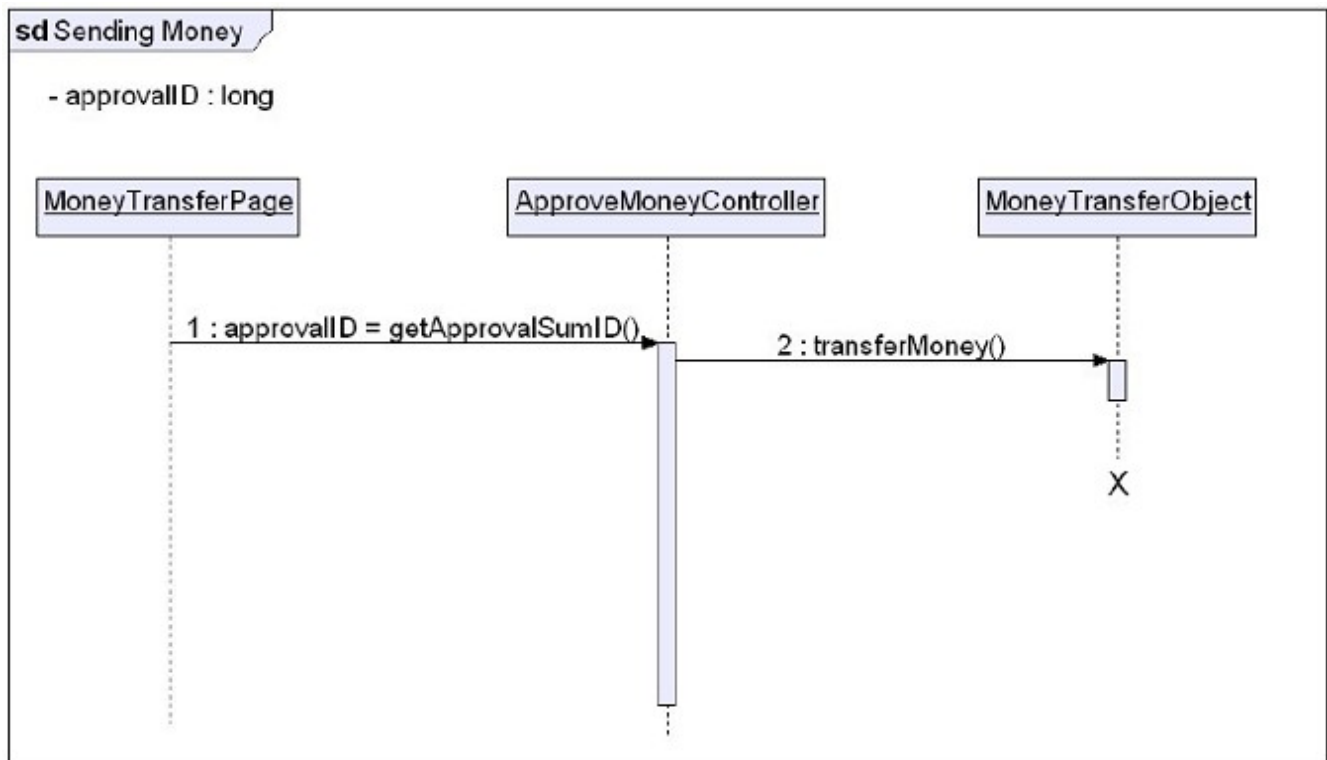 sd Sending Money
- approvalID : long
MoneyTransferPage
ApproveMoneyController
MoneyTransferObject
1 : approvalID = getApprovalSumID()
2 : transferMoney()
X